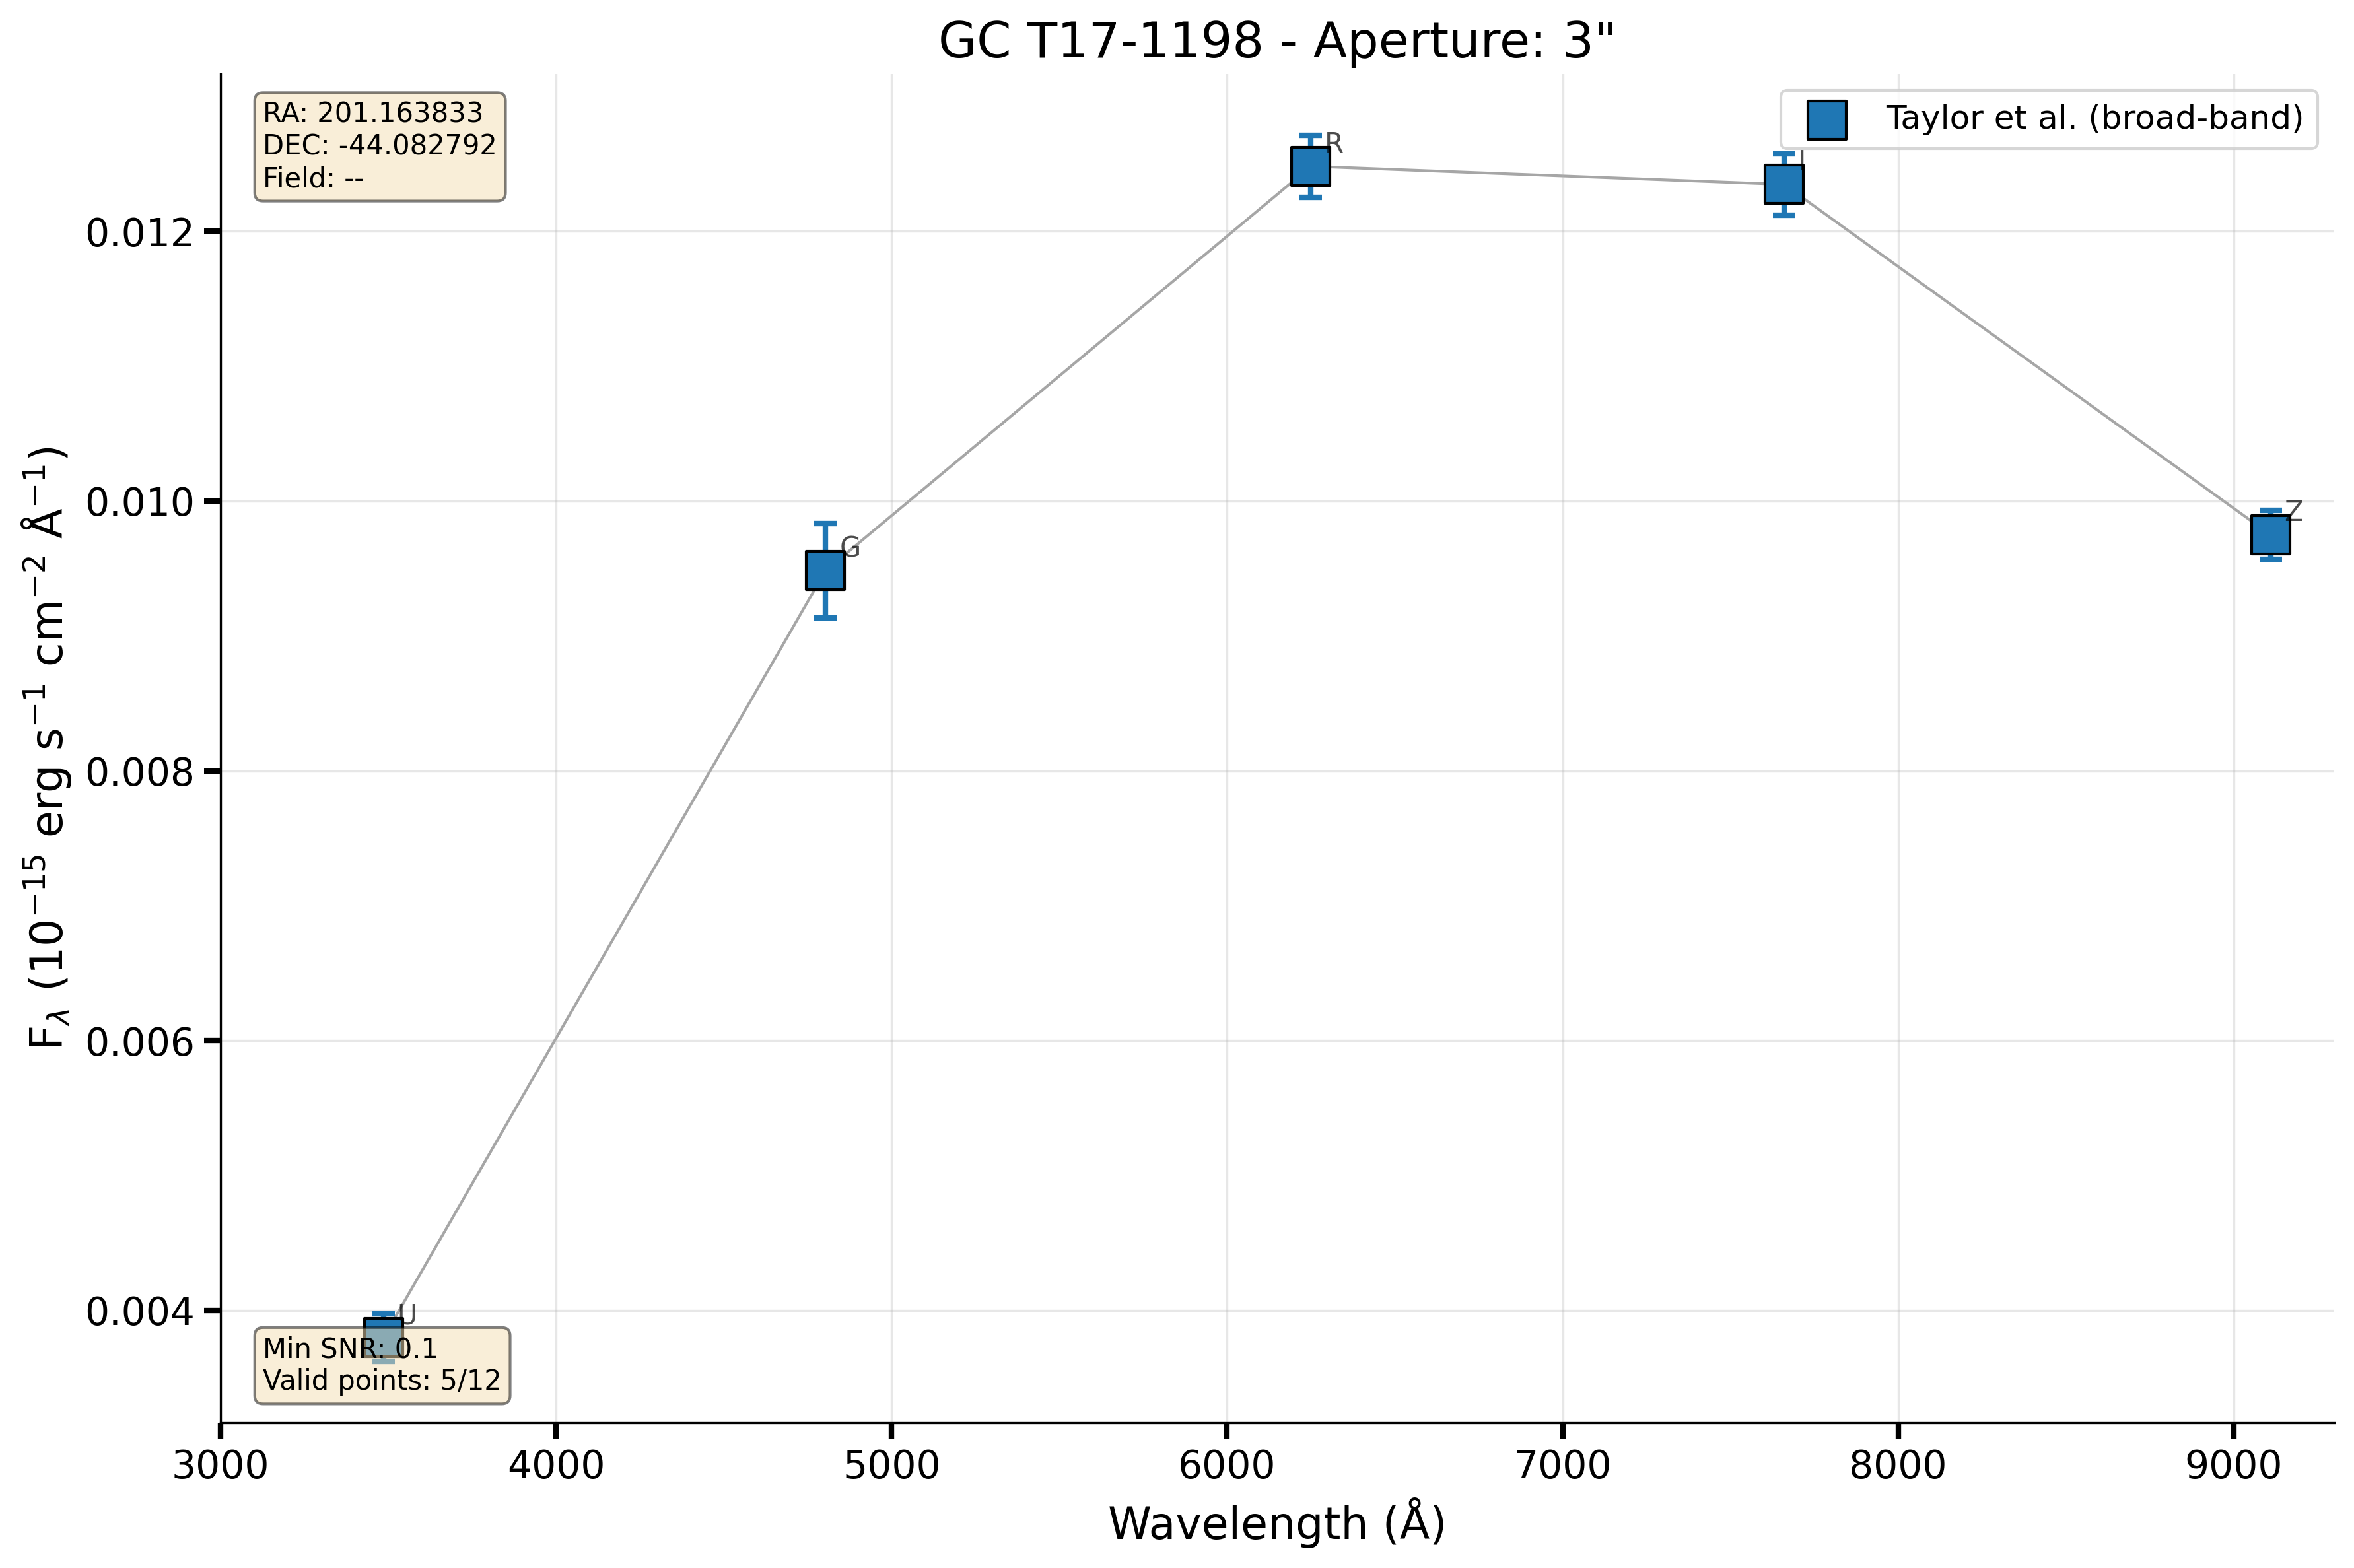 GC T17-1198 - Aperture: 3"
RA: 201.163833
DEC: -44.082792
Field: --
Taylor et al. (broad-band)
R
I
G
Z
U
0.012
0.010
0.008
0.006
0.004
F_λ (10⁻¹⁵ erg s⁻¹ cm⁻² Å⁻¹)
Min SNR: 0.1
Valid points: 5/12
3000 4000 5000 6000 7000 8000 9000
Wavelength (Å)